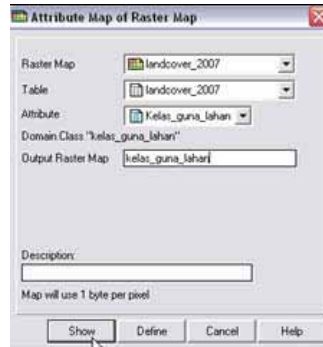 Attribute Map of Raster Map
Raster Map landcover_2007
Table landcover_2007
Attribute Kelas_guna_lahan
Domain Class "kelas_guna_lahan"
Output Raster Map kelas_guna_lahan
Description:
Map will use 1 byte per pixel
Show Define Cancel Help